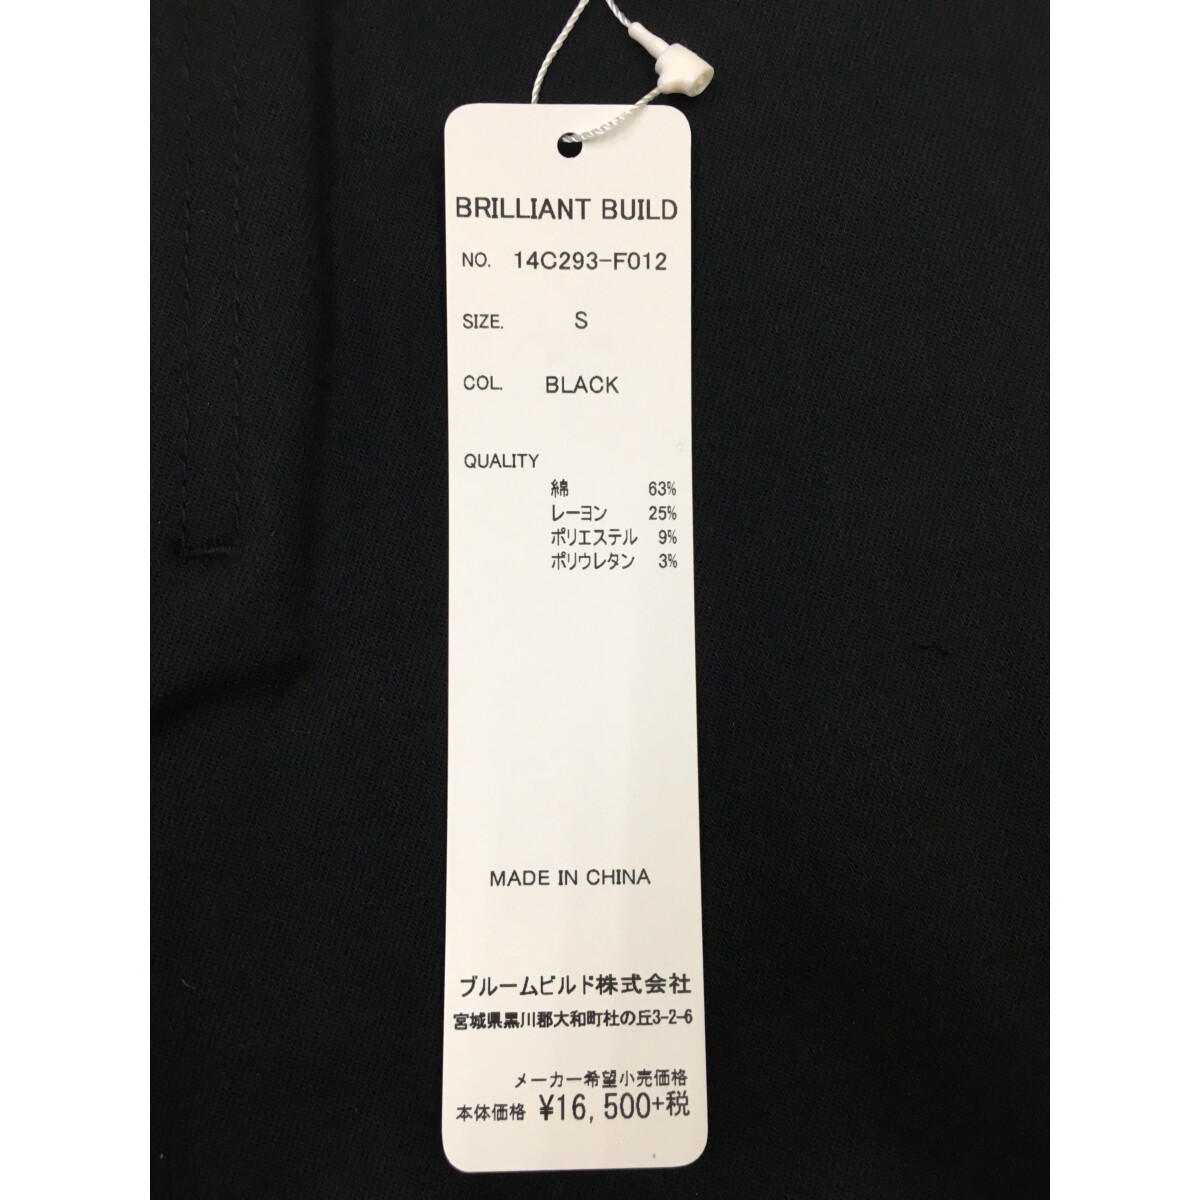 BRILLIANT BUILD
NO. 14C293-F012
SIZE. S
COL. BLACK
QUALITY
綿 63%
レーヨン 25%
ポリエステル 9%
ポリウレタン 3%
MADE IN CHINA
ブルームビルド株式会社
宮城県黒川郡大和町杜の丘3-2-6
メーカー希望小売価格
本体価格 ¥16,500+税